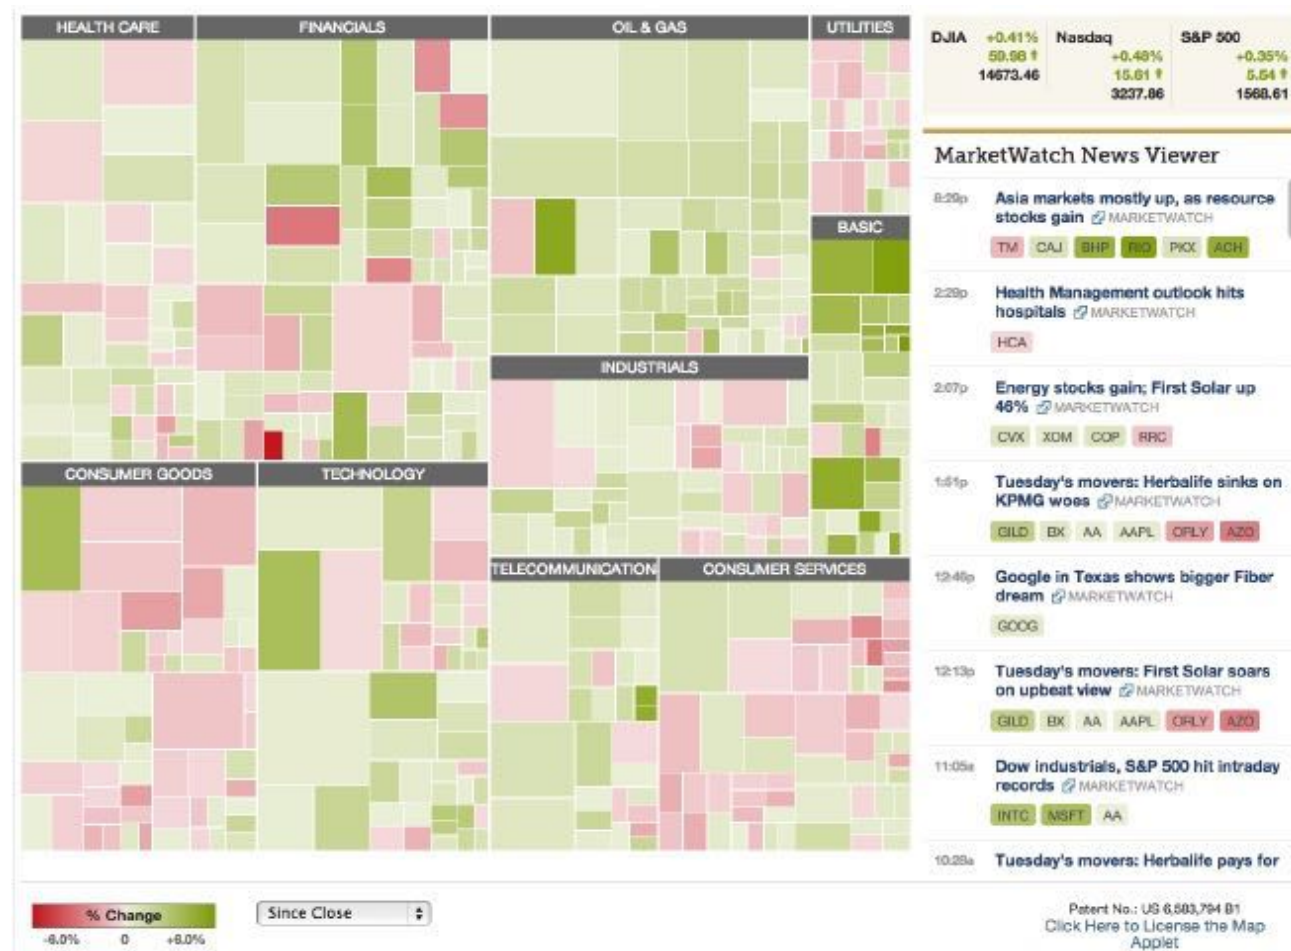 HEALTH CARE
FINANCIALS
OIL & GAS
UTILITIES
BASIC
INDUSTRIALS
CONSUMER GOODS
TECHNOLOGY
TELECOMMUNICATION
CONSUMER SERVICES
DJIA +0.41%
59.98 ↑
14673.46
Nasdaq
+0.48%
15.61 ↑
3237.86
S&P 500
+0.35%
5.54 ↑
1568.61
MarketWatch News Viewer
8:29p Asia markets mostly up, as resource
stocks gain MARKETWATCH
TM CAJ BHP RIO PKX ACH
2:29p Health Management outlook hits
hospitals MARKETWATCH
HCA
2:07p Energy stocks gain; First Solar up
46% MARKETWATCH
CVX XOM COP RRC
1:51p Tuesday's movers: Herbalife sinks on
KPMG woes MARKETWATCH
GILD BX AA AAPL ORLY AZO
12:46p Google in Texas shows bigger Fiber
dream MARKETWATCH
GOOG
12:13p Tuesday's movers: First Solar soars
on upbeat view MARKETWATCH
GILD BX AA AAPL ORLY AZO
11:05a Dow industrials, S&P 500 hit intraday
records MARKETWATCH
INTC MSFT AA
10:28a Tuesday's movers: Herbalife pays for
% Change
-6.0% 0 +6.0%
Since Close
Patent No.: US 6,583,794 B1
Click Here to License the Map
Applet